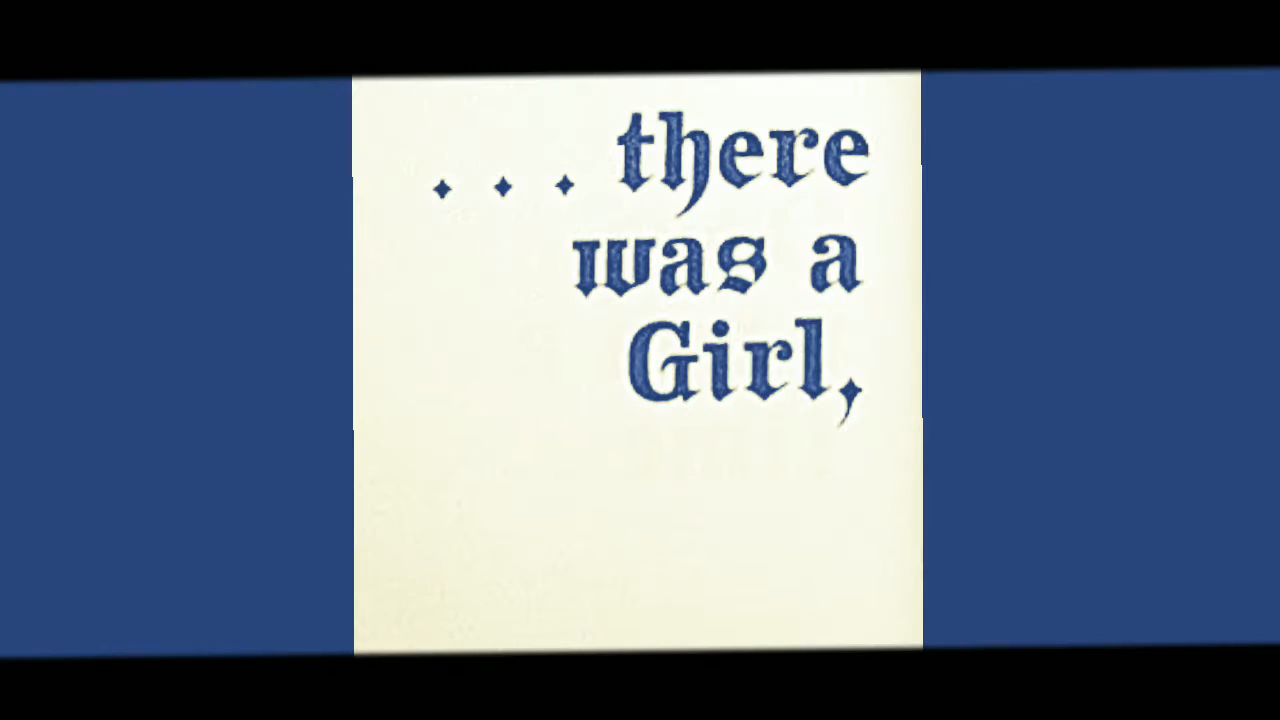 . . . there
was a
Girl,